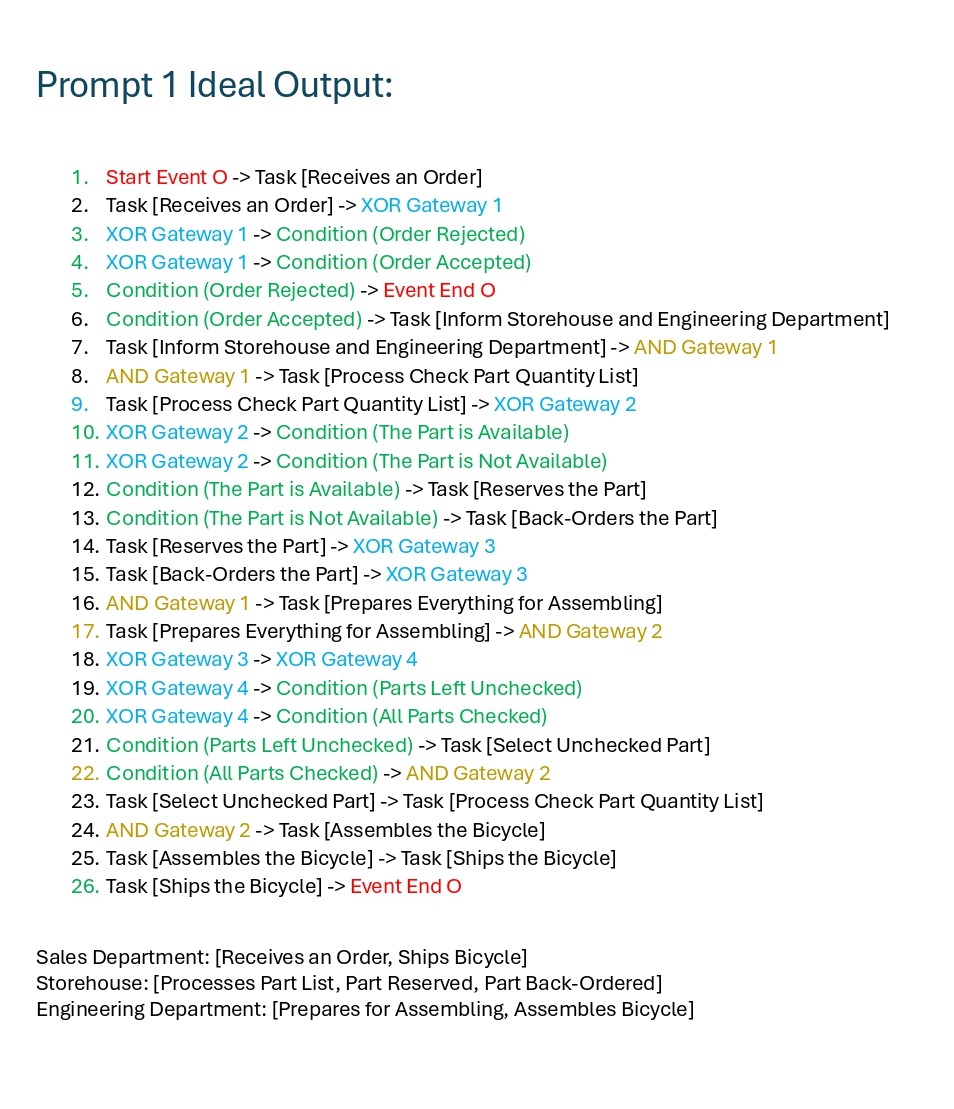 Prompt 1 Ideal Output:
1. Start Event O -> Task [Receives an Order]
2. Task [Receives an Order] -> XOR Gateway 1
3. XOR Gateway 1 -> Condition (Order Rejected)
4. XOR Gateway 1 -> Condition (Order Accepted)
5. Condition (Order Rejected) -> Event End O
6. Condition (Order Accepted) -> Task [Inform Storehouse and Engineering Department]
7. Task [Inform Storehouse and Engineering Department] -> AND Gateway 1
8. AND Gateway 1 -> Task [Process Check Part Quantity List]
9. Task [Process Check Part Quantity List] -> XOR Gateway 2
10. XOR Gateway 2 -> Condition (The Part is Available)
11. XOR Gateway 2 -> Condition (The Part is Not Available)
12. Condition (The Part is Available) -> Task [Reserves the Part]
13. Condition (The Part is Not Available) -> Task [Back-Orders the Part]
14. Task [Reserves the Part] -> XOR Gateway 3
15. Task [Back-Orders the Part] -> XOR Gateway 3
16. AND Gateway 1 -> Task [Prepares Everything for Assembling]
17. Task [Prepares Everything for Assembling] -> AND Gateway 2
18. XOR Gateway 3 -> XOR Gateway 4
19. XOR Gateway 4 -> Condition (Parts Left Unchecked)
20. XOR Gateway 4 -> Condition (All Parts Checked)
21. Condition (Parts Left Unchecked) -> Task [Select Unchecked Part]
22. Condition (All Parts Checked) -> AND Gateway 2
23. Task [Select Unchecked Part] -> Task [Process Check Part Quantity List]
24. AND Gateway 2 -> Task [Assembles the Bicycle]
25. Task [Assembles the Bicycle] -> Task [Ships the Bicycle]
26. Task [Ships the Bicycle] -> Event End O
Sales Department: [Receives an Order, Ships Bicycle]
Storehouse: [Processes Part List, Part Reserved, Part Back-Ordered]
Engineering Department: [Prepares for Assembling, Assembles Bicycle]